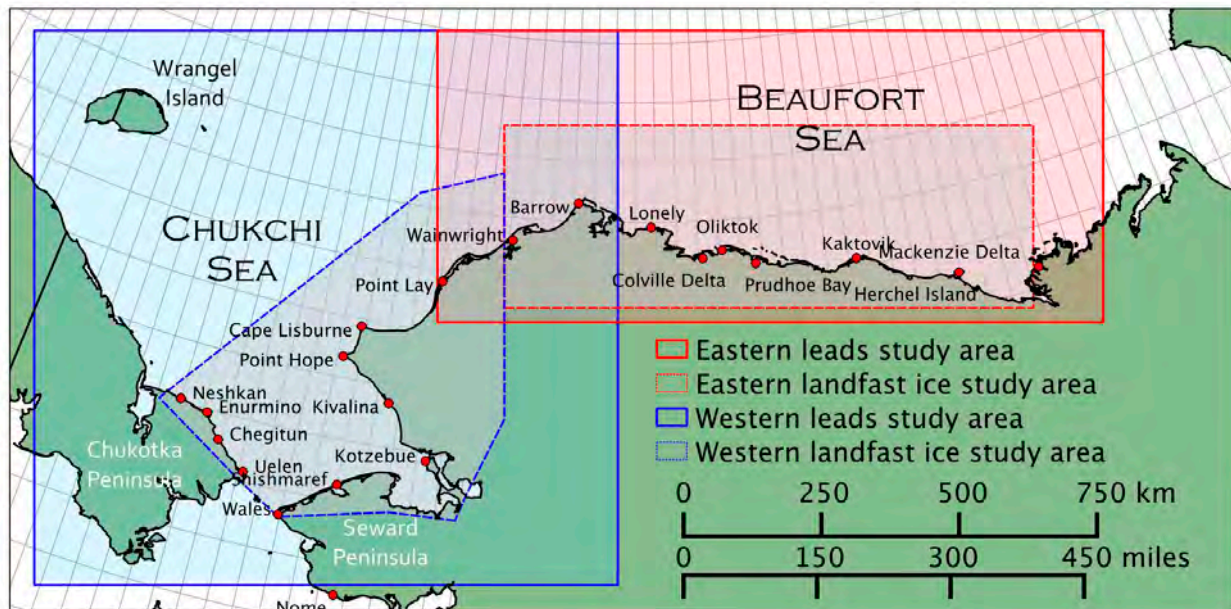 Wrangel
Island
BEAUFORT
SEA
CHUKCHI
SEA
Barrow
Lonely
Oliktok
Wainwright
Kaktovik
Mackenzie Delta
Point Lay
Colville Delta
Prudhoe Bay
Herchel Island
Cape Lisburne
Point Hope
Neshkan
Enurmino
Kivalina
Chegitun
Chukotka
Peninsula
Kotzebue
Uelen
Shishmaref
Wales
Seward
Peninsula
Nome
Eastern leads study area
Eastern landfast ice study area
Western leads study area
Western landfast ice study area
0 250 500 750 km
0 150 300 450 miles